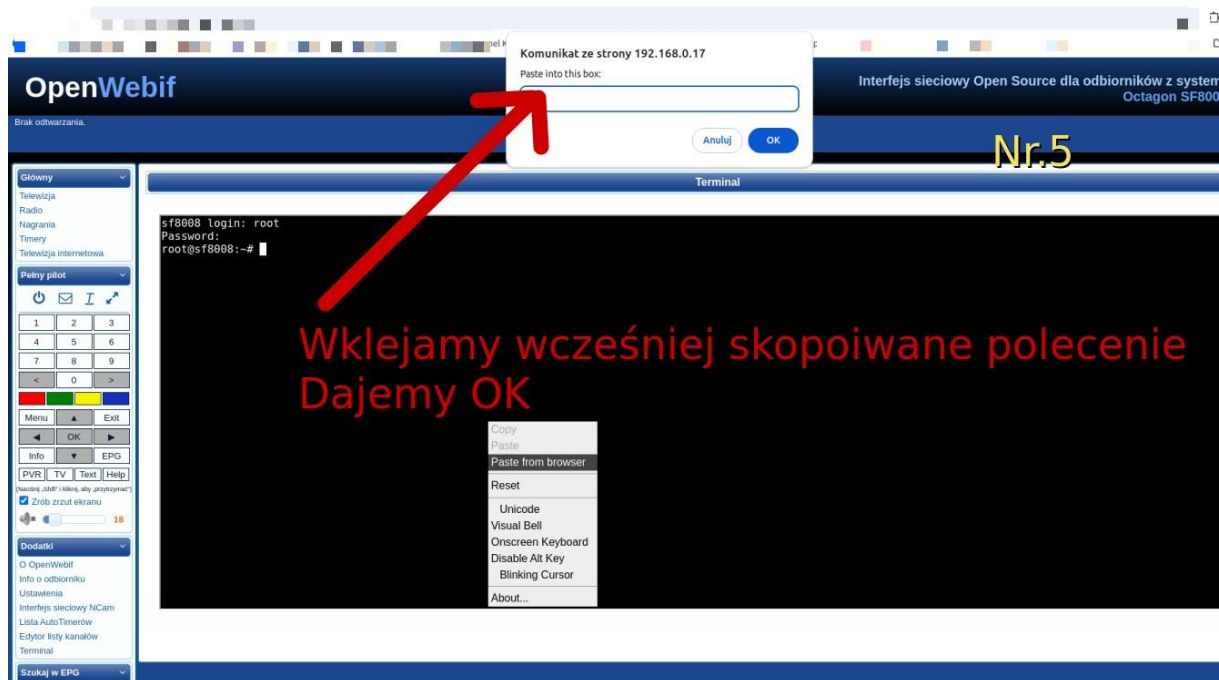 Komunikat ze strony 192.168.0.17
Paste into this box:
Anuluj
OK
OpenWebif
Interfejs sieciowy Open Source dla odbiorników z system
Octagon SF800
Brak odtwarzania.
Nr.5
Główny
Telewizja
Radio
Nagrania
Timery
Telewizja internetowa
Pełny pilot
1 2 3
4 5 6
7 8 9
< 0 >
Menu ▲ Exit
◄ OK ►
Info ▼ EPG
PVR TV Text Help
(Naciśnij „Shift” i kliknij, aby „przytrzymać”)
Zrób zrzut ekranu
18
Dodatki
O OpenWebif
Info o odbiorniku
Ustawienia
Interfejs sieciowy NCam
Lista AutoTimerów
Edytor listy kanałów
Terminal
Szukaj w EPG
Terminal
sf8008 login: root
Password:
root@sf8008:~#
Wklejamy wcześniej skopoiwane polecenie
Dajemy OK
Copy
Paste
Paste from browser
Reset
Unicode
Visual Bell
Onscreen Keyboard
Disable Alt Key
Blinking Cursor
About...